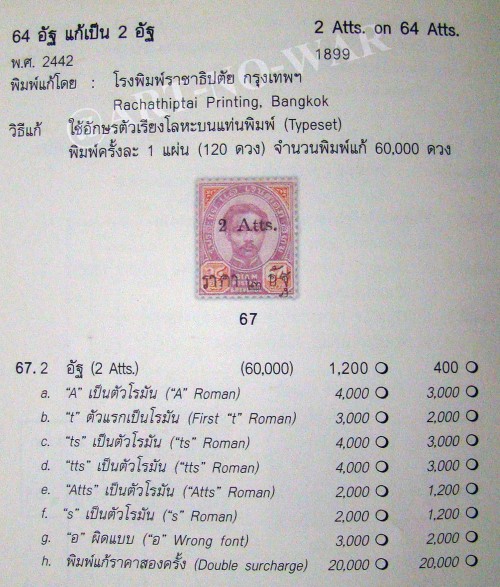 64 อัฐ แก้เป็น 2 อัฐ 2 Atts. on 64 Atts.
พ.ศ. 2442 1899
พิมพ์แก้โดย : โรงพิมพ์ราชาธิปตัย กรุงเทพฯ
Rachathiptai Printing, Bangkok
วิธีแก้ ใช้อักษรตัวเรียงโลหะบนแท่นพิมพ์ (Typeset)
พิมพ์ครั้งละ 1 แผ่น (120 ดวง) จำนวนพิมพ์แก้ 60,000 ดวง
©ART-NO-WAR
2 Atts.
ราคา ๒ อัฐ
SIAM
67
67. 2 อัฐ (2 Atts.) (60,000) 1,200 400
a. "A" เป็นตัวโรมัน ("A" Roman) 4,000 3,000
b. "t" ตัวแรกเป็นโรมัน (First "t" Roman) 3,000 2,000
c. "ts" เป็นตัวโรมัน ("ts" Roman) 4,000 3,000
d. "tts" เป็นตัวโรมัน ("tts" Roman) 4,000 3,000
e. "Atts" เป็นตัวโรมัน ("Atts" Roman) 2,000 1,200
f. "s" เป็นตัวโรมัน ("s" Roman) 2,000 1,200
g. "อ" ผิดแบบ ("อ" Wrong font) 3,000 2,000
h. พิมพ์แก้ราคาสองครั้ง (Double surcharge) 20,000 20,000